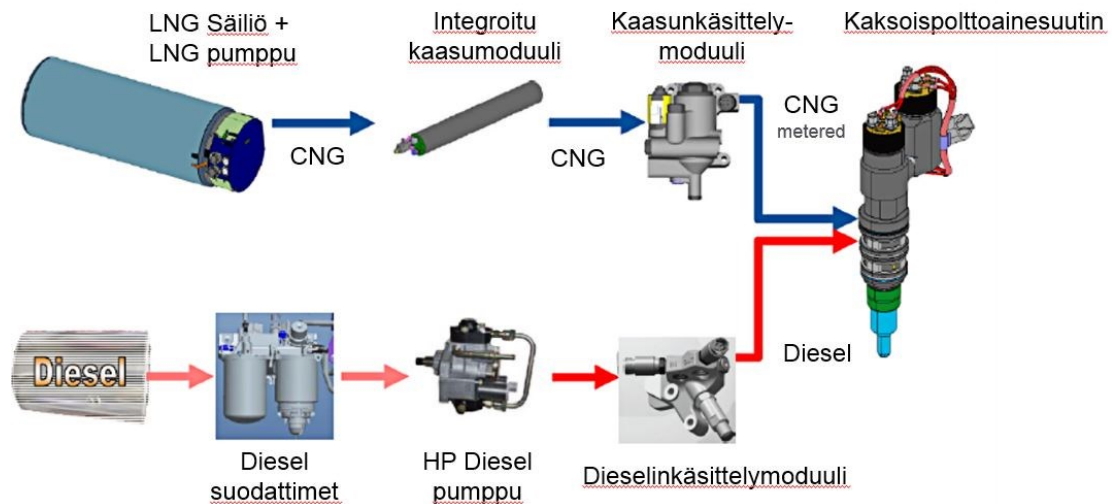 LNG Säiliö +
LNG pumppu
Integroitu
kaasumoduuli
Kaasunkäsittely-
moduuli
Kaksoispolttoainesuutin
CNG
CNG
CNG
metered
Diesel
Diesel
Diesel
suodattimet
HP Diesel
pumppu
Dieselinkäsittelymoduuli